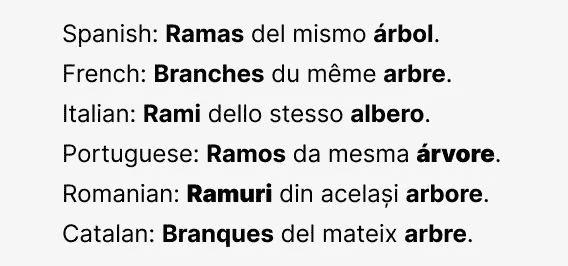 Spanish: Ramas del mismo árbol.
French: Branches du même arbre.
Italian: Rami dello stesso albero.
Portuguese: Ramos da mesma árvore.
Romanian: Ramuri din același arbore.
Catalan: Branques del mateix arbre.